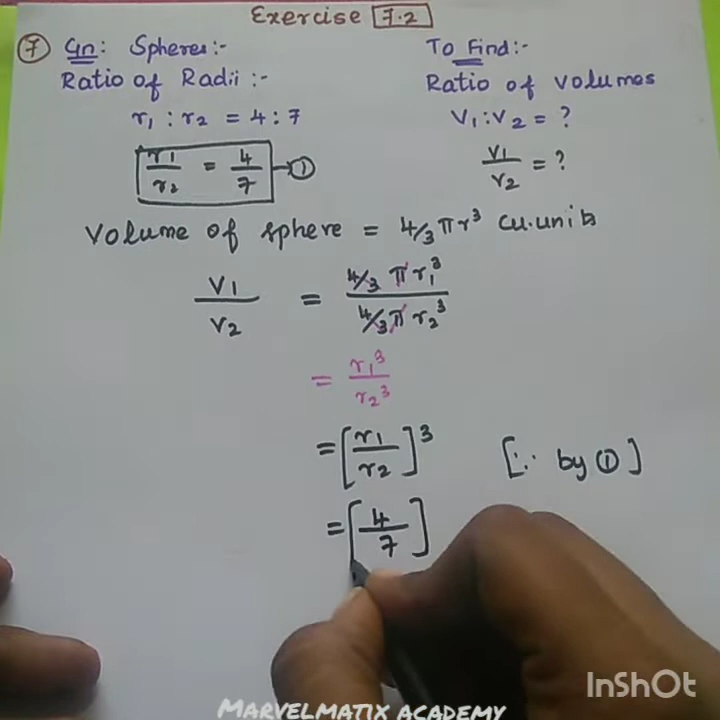 Exercise 7.2
7 Gn: Spheres:-
Ratio of Radii :-
r1 : r2 = 4 : 7
r1/r2 = 4/7 - ①
To Find:-
Ratio of volumes
V1 : V2 = ?
V1/V2 = ?
Volume of sphere = 4/3 πr³ cu.units
V1/V2 = 4/3 π r1³ / 4/3 π r2³
= r1³/r2³
= [r1/r2]³ [∵ by ①]
= [4/7]
InShOt
MARVELMATIX ACADEMY